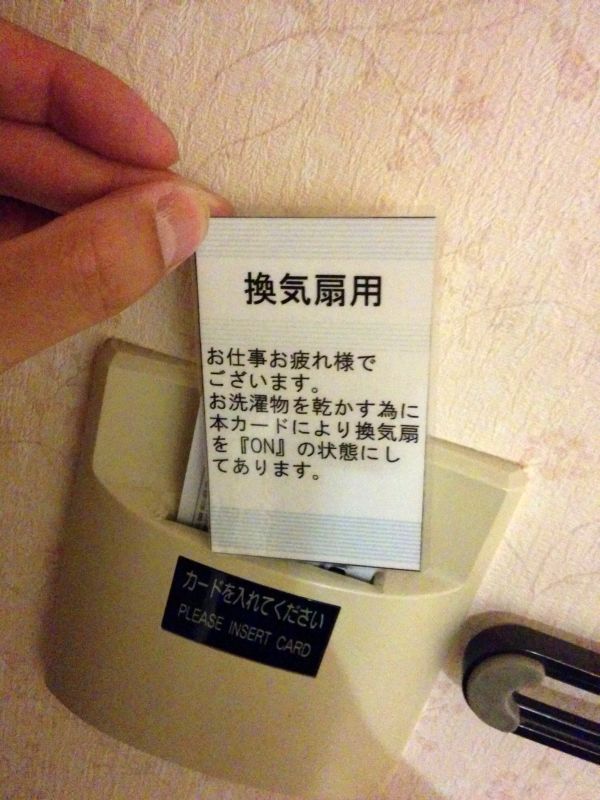 換気扇用
お仕事お疲れ様で
ございます。
お洗濯物を乾かす為に
本カードにより換気扇
を『ON』の状態にし
てあります。
カードを入れてください
PLEASE INSERT CARD